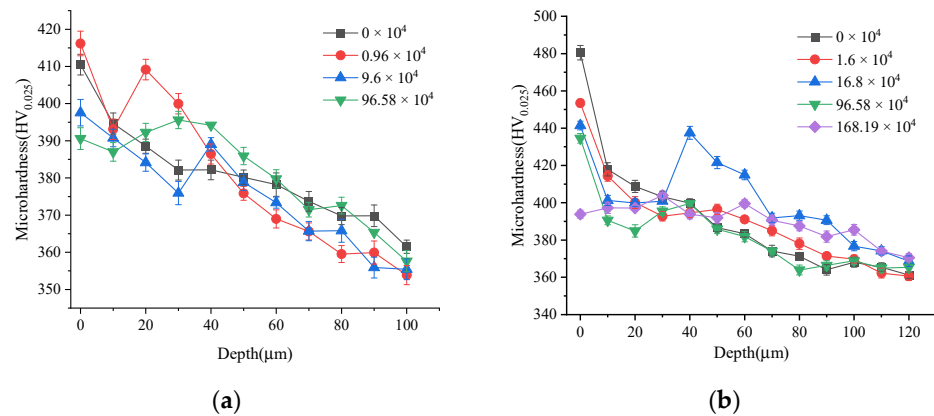 420
410
400
390
380
370
360
350
0
20
40
60
80
100
Microhardness(HV0.025)
Depth(μm)
0 × 10⁴
0.96 × 10⁴
9.6 × 10⁴
96.58 × 10⁴
(a)
500
480
460
440
420
400
380
360
340
0
20
40
60
80
100
120
Microhardness(HV0.025)
Depth(μm)
0 × 10⁴
1.6 × 10⁴
16.8 × 10⁴
96.58 × 10⁴
168.19 × 10⁴
(b)